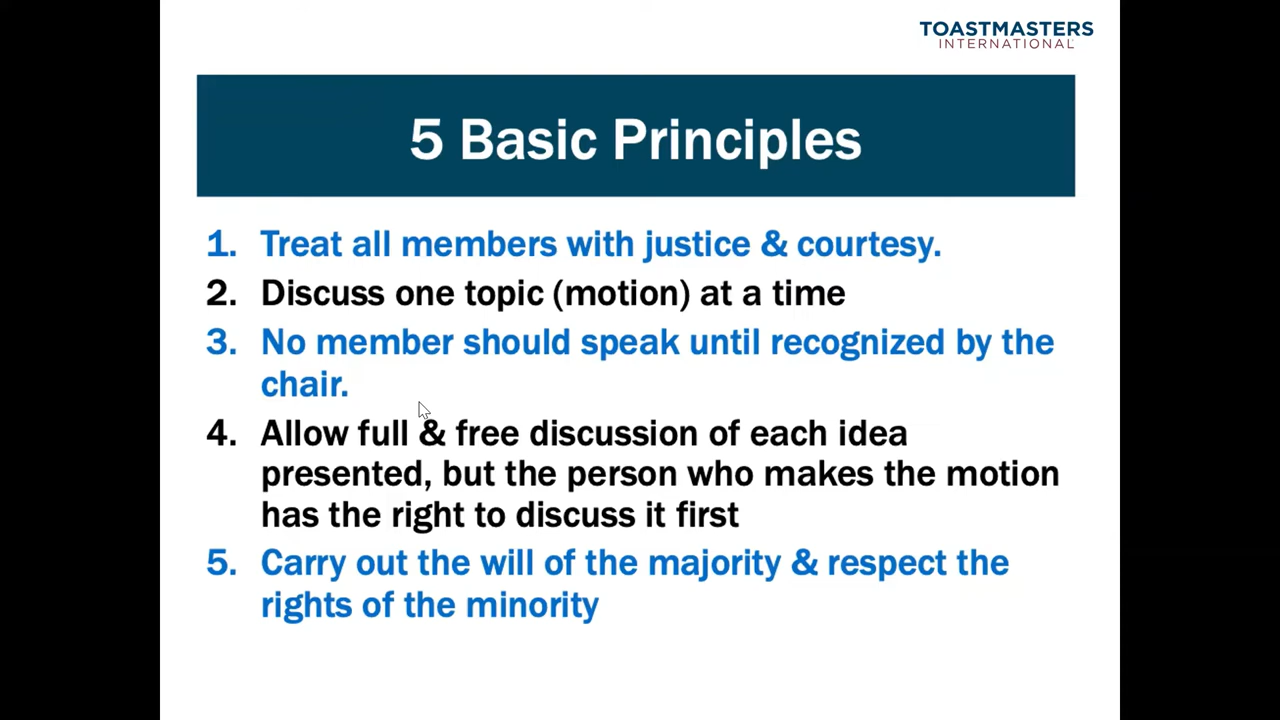 TOASTMASTERS
INTERNATIONAL
5 Basic Principles
1. Treat all members with justice & courtesy.
2. Discuss one topic (motion) at a time
3. No member should speak until recognized by the
chair.
4. Allow full & free discussion of each idea
presented, but the person who makes the motion
has the right to discuss it first
5. Carry out the will of the majority & respect the
rights of the minority